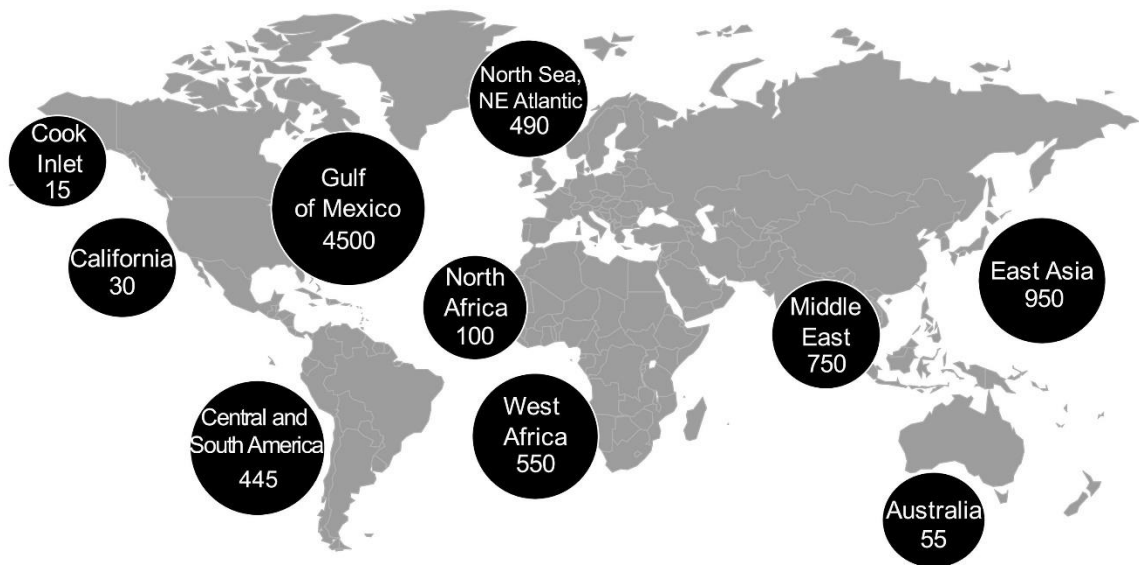 North Sea,
NE Atlantic
490
Cook
Inlet
15
Gulf
of Mexico
4500
California
30
North
Africa
100
East Asia
950
Middle
East
750
Central and
South America
445
West
Africa
550
Australia
55